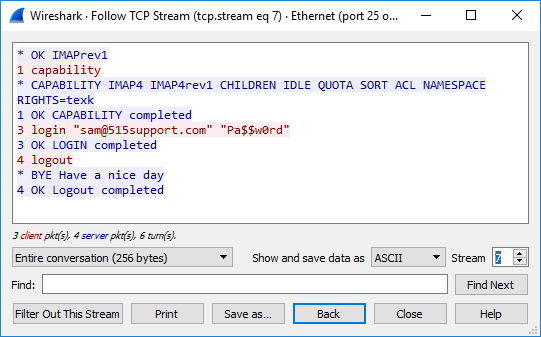 Wireshark · Follow TCP Stream (tcp.stream eq 7) · Ethernet (port 25 o...
* OK IMAPrev1
1 capability
* CAPABILITY IMAP4 IMAP4rev1 CHILDREN IDLE QUOTA SORT ACL NAMESPACE
RIGHTS=texk
1 OK CAPABILITY completed
3 login "sam@515support.com" "Pa$$w0rd"
3 OK LOGIN completed
4 logout
* BYE Have a nice day
4 OK Logout completed
3 client pkt(s), 4 server pkt(s), 6 turn(s).
Entire conversation (256 bytes) Show and save data as ASCII Stream 7
Find: Find Next
Filter Out This Stream Print Save as... Back Close Help